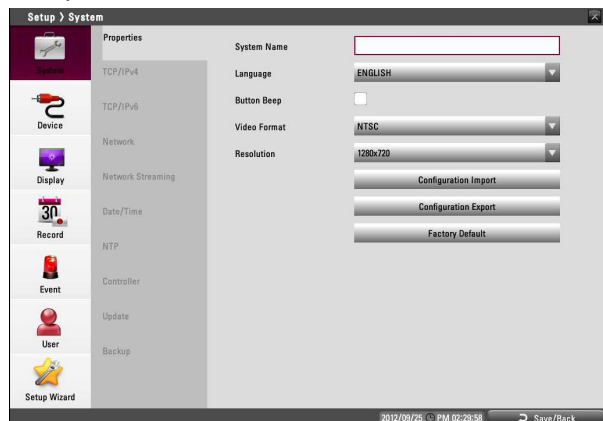 Setup > System
System
Device
Display
30
Record
Event
User
Setup Wizard
Properties
TCP/IPv4
TCP/IPv6
Network
Network Streaming
Date/Time
NTP
Controller
Update
Backup
System Name
Language ENGLISH
Button Beep
Video Format NTSC
Resolution 1280x720
Configuration Import
Configuration Export
Factory Default
2012/09/25 PM 02:29:58 Save/Back